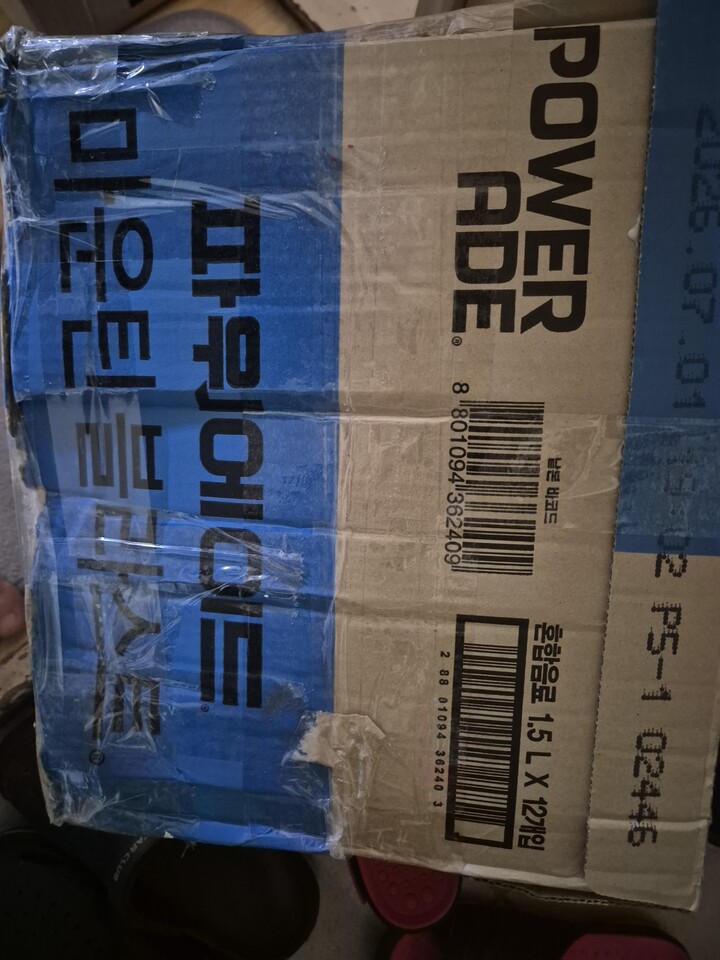 2026.07.01 PS-1 02446
POWER
ADE®
낱본 바코드
8 801094 362409
혼합음료 1.5 L X 12개입
2 88 01094 36240 3
파워에이드®
마운틴블라스트®